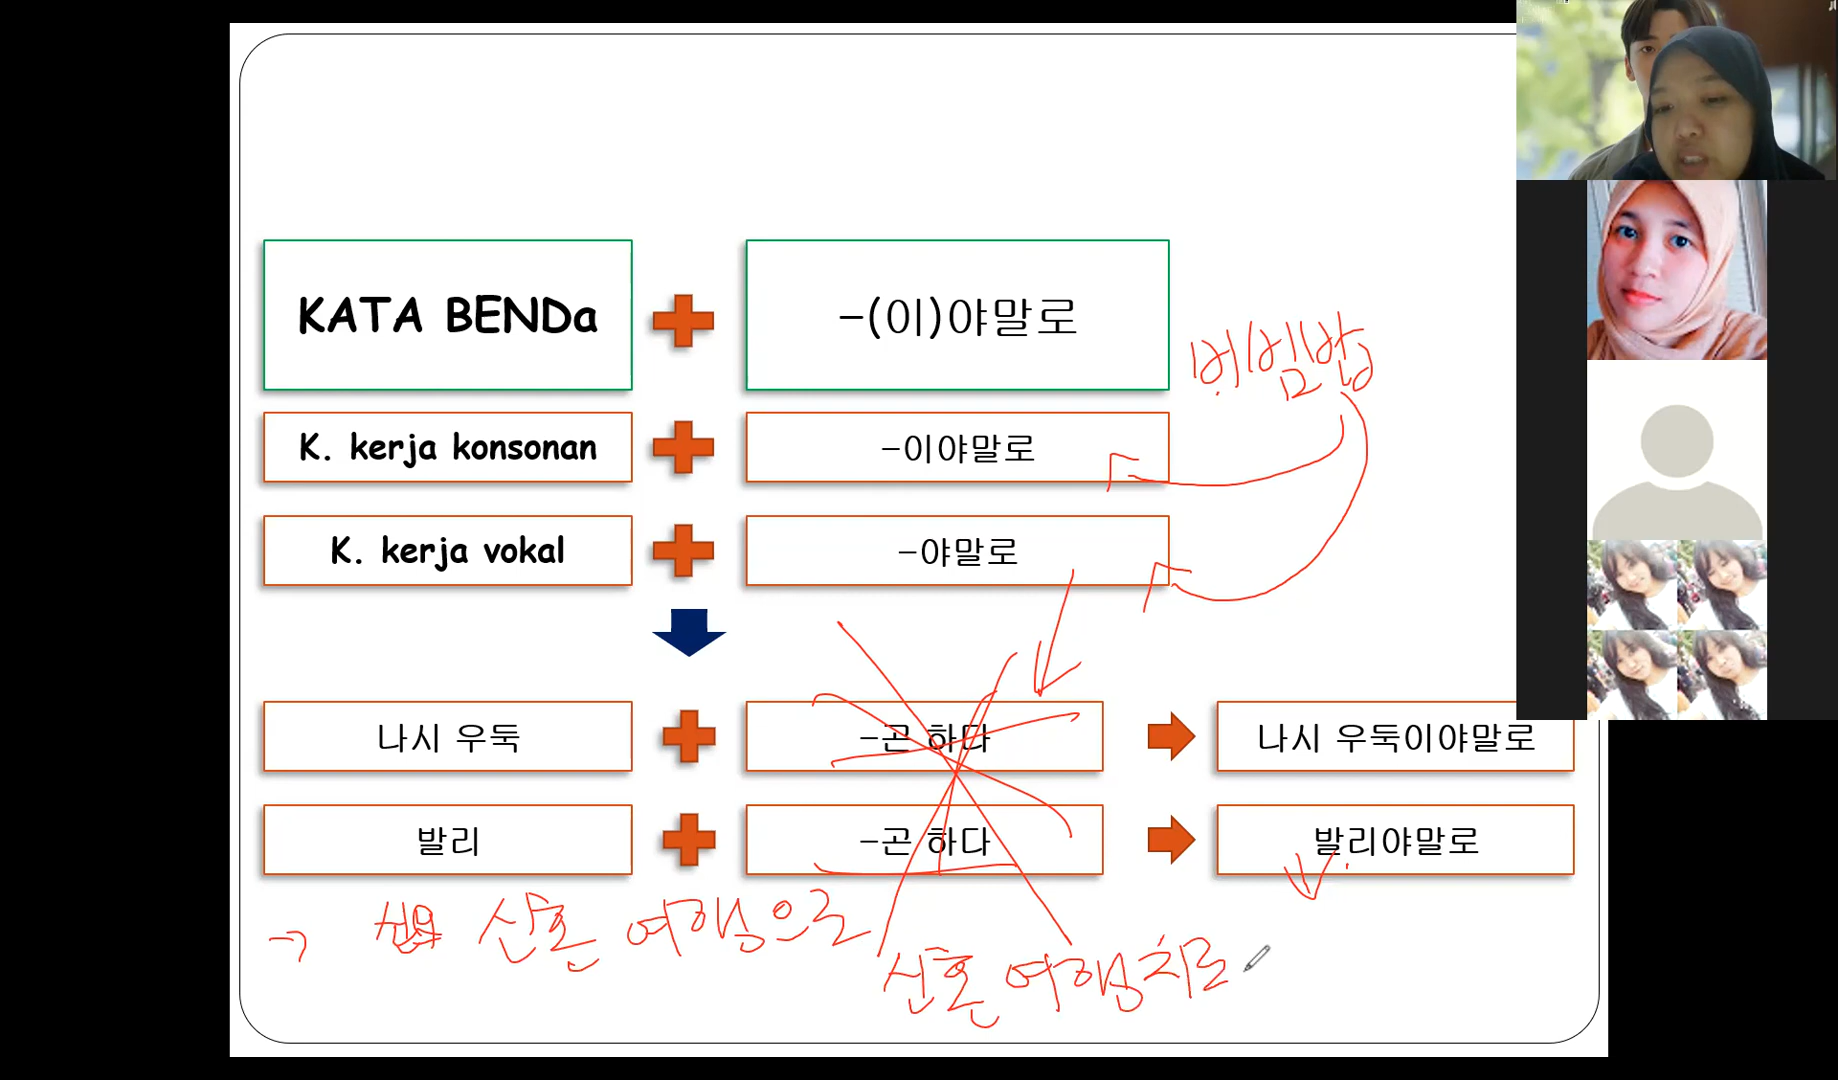 KATA BENDa -(이)야말로
비빔밥
K. kerja konsonan -이야말로
K. kerja vokal -야말로
나시 우둑 -곤 하다 나시 우둑이야말로
발리 -곤 하다 발리야말로
신혼 여행으로
신혼 여행지로